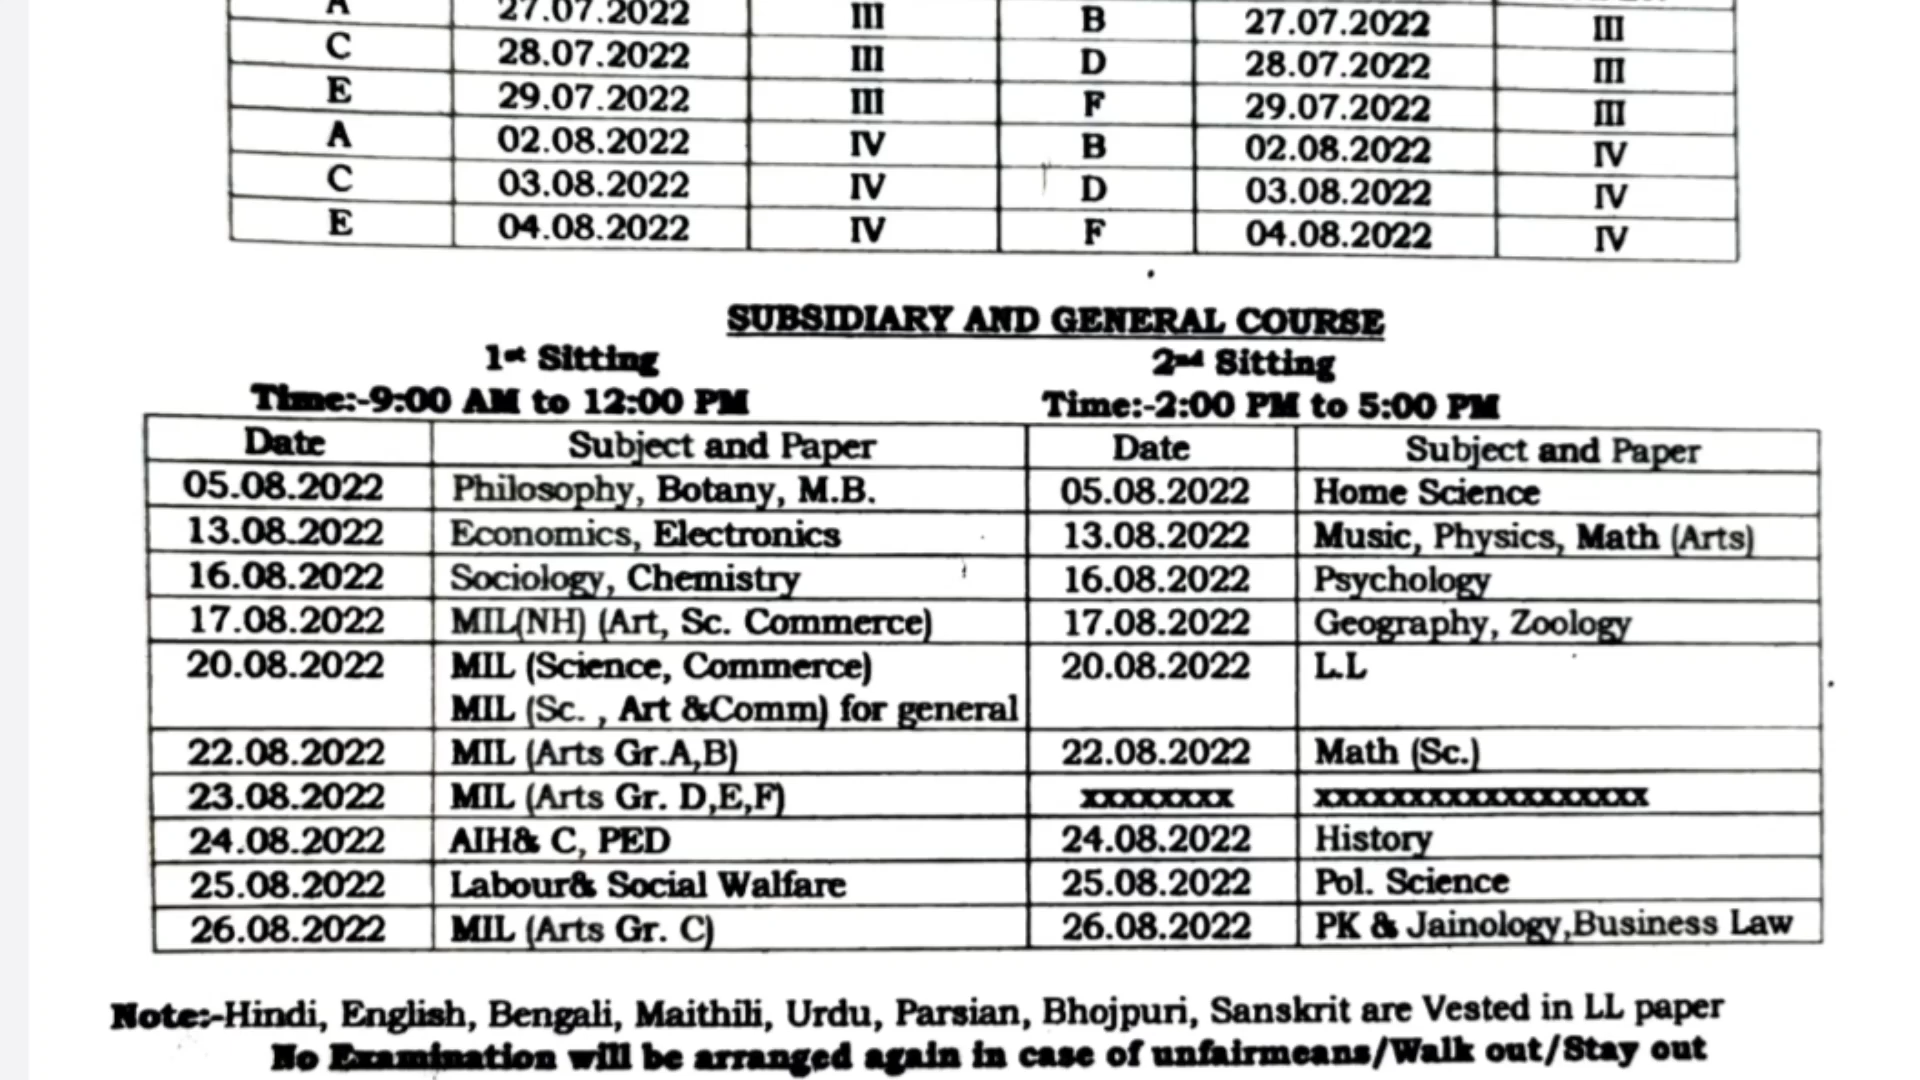 A 27.07.2022 III B 27.07.2022 III
C 28.07.2022 III D 28.07.2022 III
E 29.07.2022 III F 29.07.2022 III
A 02.08.2022 IV B 02.08.2022 IV
C 03.08.2022 IV D 03.08.2022 IV
E 04.08.2022 IV F 04.08.2022 IV
SUBSIDIARY AND GENERAL COURSE
1st Sitting 2nd Sitting
Time:-9:00 AM to 12:00 PM Time:-2:00 PM to 5:00 PM
Date Subject and Paper Date Subject and Paper
05.08.2022 Philosophy, Botany, M.B. 05.08.2022 Home Science
13.08.2022 Economics, Electronics 13.08.2022 Music, Physics, Math (Arts)
16.08.2022 Sociology, Chemistry 16.08.2022 Psychology
17.08.2022 MIL(NH) (Art, Sc. Commerce) 17.08.2022 Geography, Zoology
20.08.2022 MIL (Science, Commerce) 20.08.2022 L.L
MIL (Sc. , Art &Comm) for general
22.08.2022 MIL (Arts Gr.A,B) 22.08.2022 Math (Sc.)
23.08.2022 MIL (Arts Gr. D,E,F) xxxxxxxx xxxxxxxxxxxxxxxxxx
24.08.2022 AIH& C, PED 24.08.2022 History
25.08.2022 Labour& Social Walfare 25.08.2022 Pol. Science
26.08.2022 MIL (Arts Gr. C) 26.08.2022 PK & Jainology,Business Law
Note:-Hindi, English, Bengali, Maithili, Urdu, Parsian, Bhojpuri, Sanskrit are Vested in LL paper
No Examination will be arranged again in case of unfairmeans/Walk out/Stay out